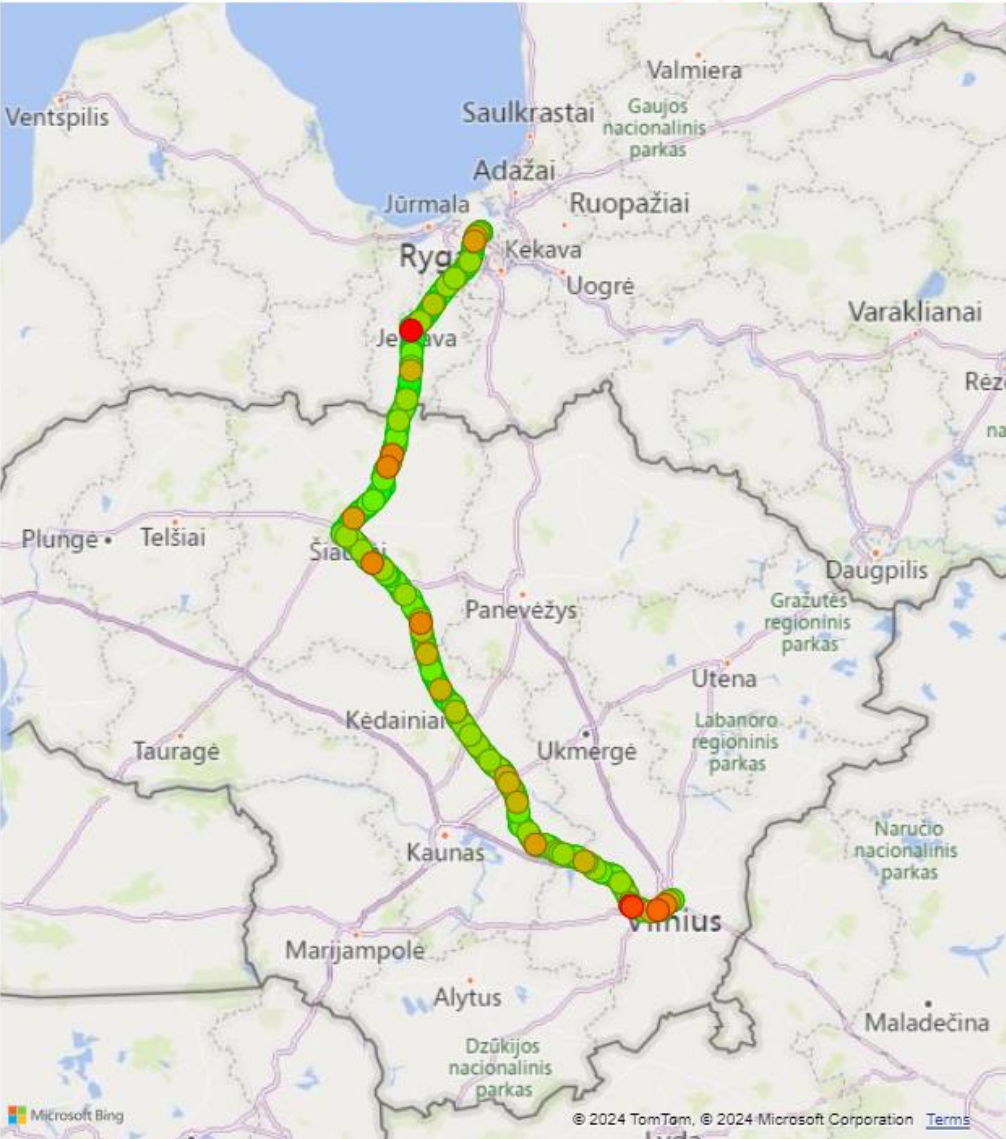 Valmiera
Ventspilis
Saulkrastai
Gaujos
nacionalinis
parkas
Adažai
Jūrmala
Ruopažiai
Kekava
Uogrė
Varaklianai
Plungė
Telšiai
Daugpilis
Panevėžys
Gražutės
regioninis
parkas
Utena
Kėdainiai
Labanoro
regioninis
parkas
Tauragė
Ukmergė
Naručio
nacionalinis
parkas
Kaunas
Vilnius
Marijampolė
Alytus
Maladečina
Dzūkijos
nacionalinis
parkas
Microsoft Bing
© 2024 TomTom, © 2024 Microsoft Corporation Terms